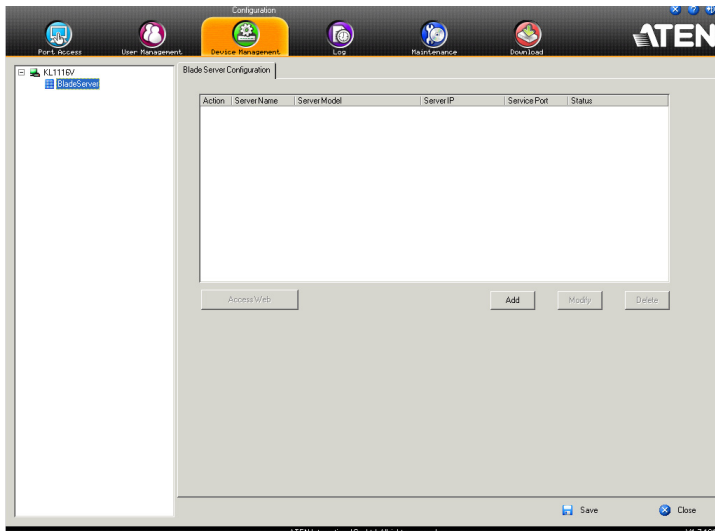 Configuration
Port Access
User Management
Device Management
Log
Maintenance
Download
ATEN
KL1116V
BladeServer
Blade Server Configuration
Action Server Name Server Model Server IP Service Port Status
Access Web
Add
Modify
Delete
Save
Close